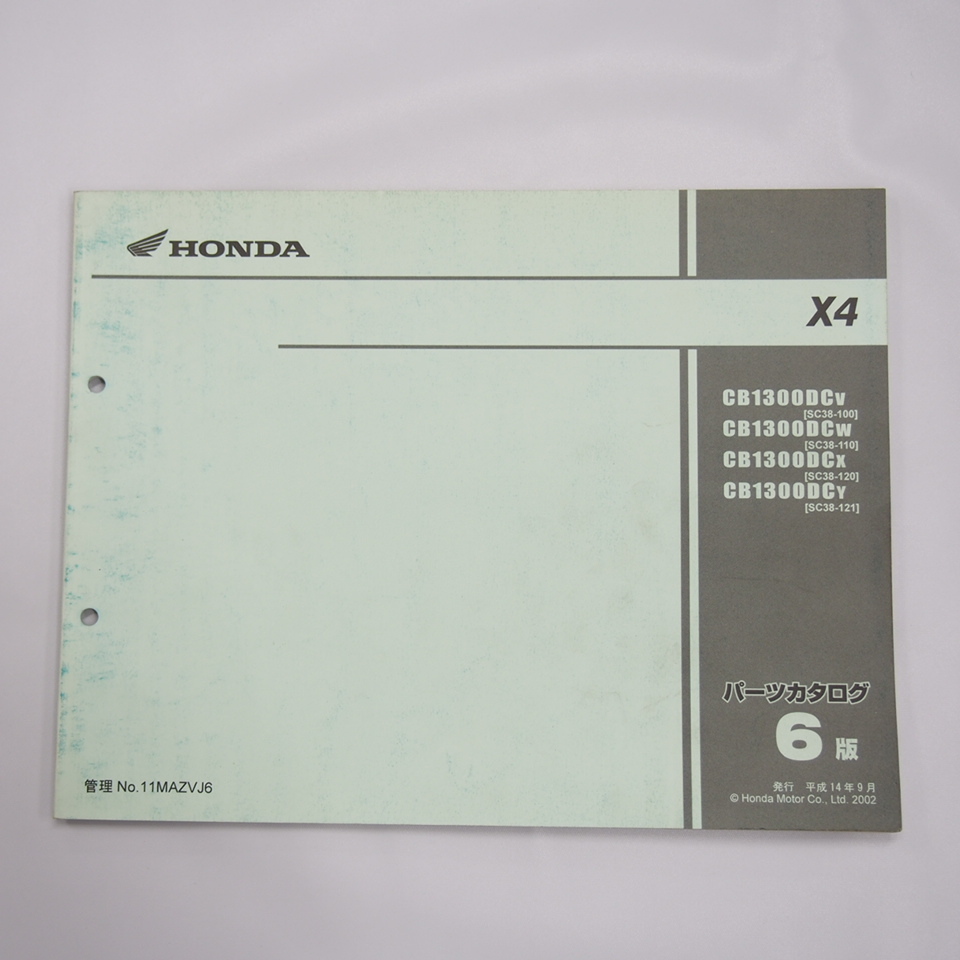 HONDA
X4
CB1300DCV
[SC38-100]
CB1300DCW
[SC38-110]
CB1300DCX
[SC38-120]
CB1300DCY
[SC38-121]
パーツカタログ
6版
管理 No.11MAZVJ6
発行 平成14年9月
© Honda Motor Co., Ltd. 2002